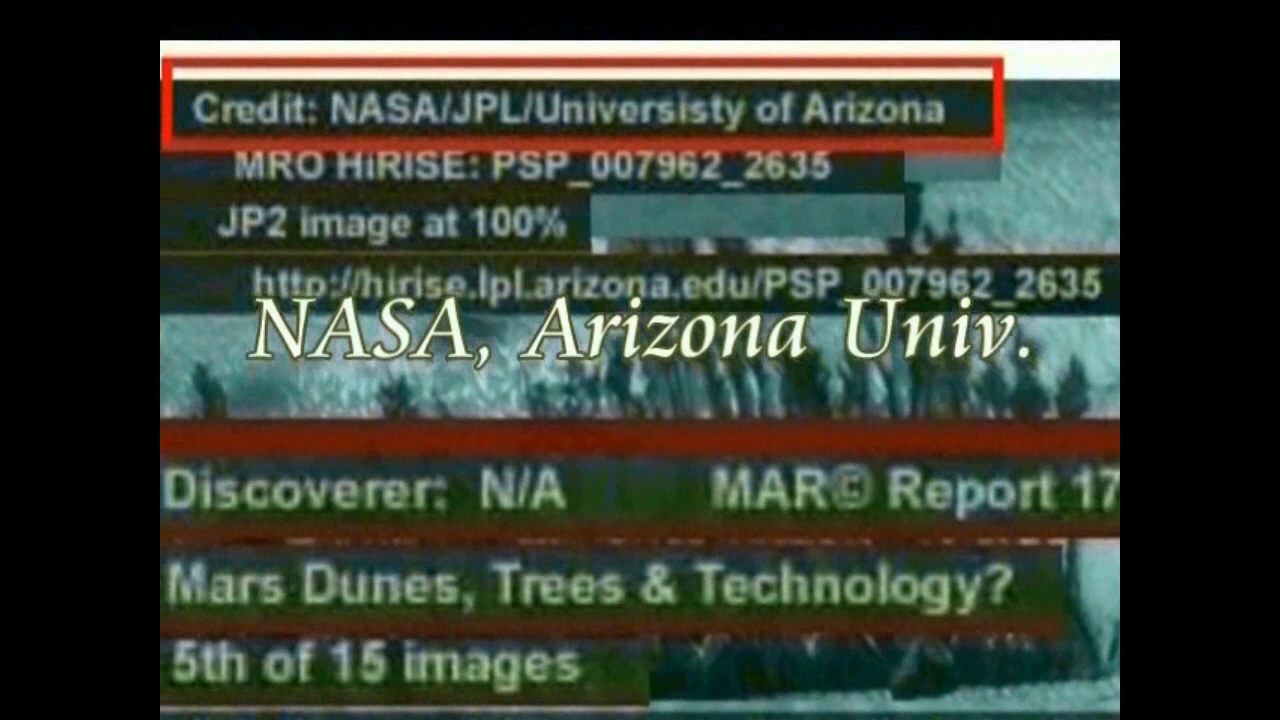 Credit: NASA/JPL/Universisty of Arizona
MRO HiRISE: PSP_007962_2635
JP2 image at 100%
http://hirise.lpl.arizona.edu/PSP_007962_2635
NASA, Arizona Univ.
Discoverer: N/A MAR© Report 17
Mars Dunes, Trees & Technology?
5th of 15 images